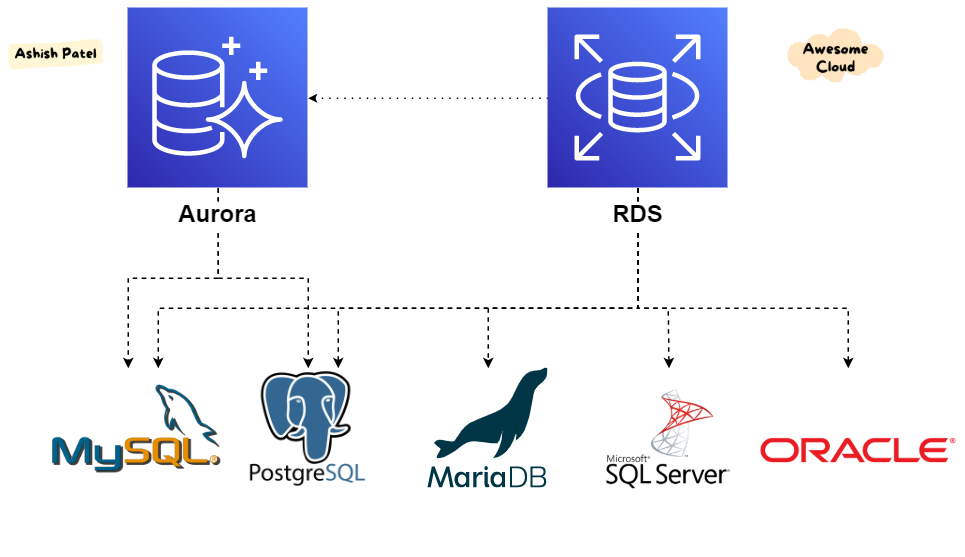 Ashish Patel
Awesome
Cloud
Aurora
RDS
MySQL®
PostgreSQL
MariaDB
Microsoft®
SQL Server®
ORACLE®